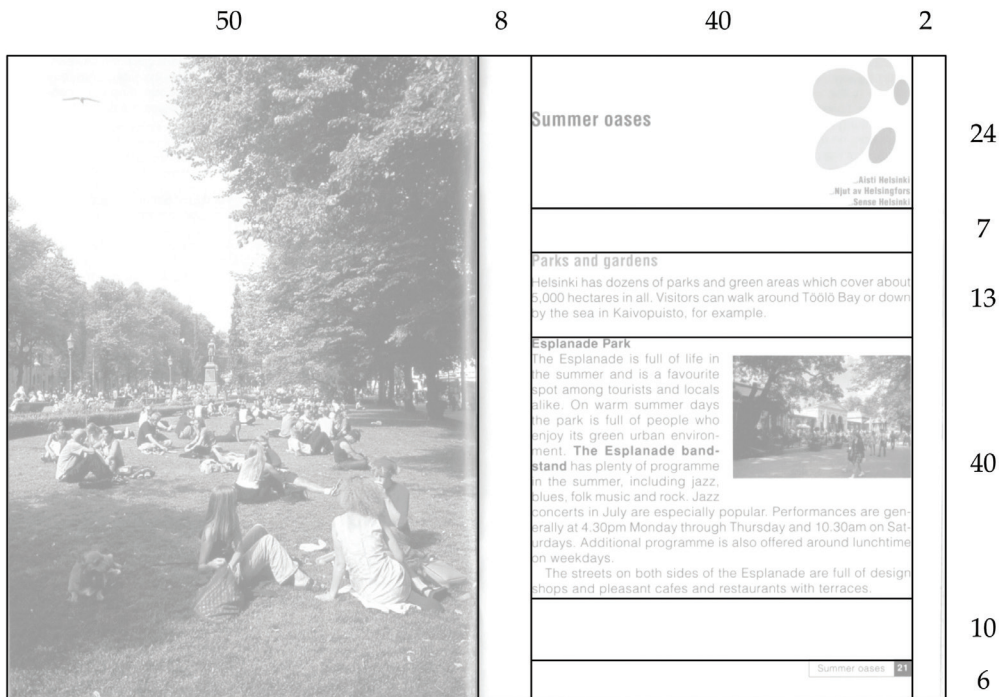 50 8 40 2
Summer oases
..Aisti Helsinki
..Njut av Helsingfors
..Sense Helsinki
24
7
Parks and gardens
Helsinki has dozens of parks and green areas which cover about
5,000 hectares in all. Visitors can walk around Töölö Bay or down
by the sea in Kaivopuisto, for example.
13
Esplanade Park
The Esplanade is full of life in
the summer and is a favourite
spot among tourists and locals
alike. On warm summer days
the park is full of people who
enjoy its green urban environ-
ment. The Esplanade band-
stand has plenty of programme
in the summer, including jazz,
blues, folk music and rock. Jazz
concerts in July are especially popular. Performances are gen-
erally at 4.30pm Monday through Thursday and 10.30am on Sat-
urdays. Additional programme is also offered around lunchtime
on weekdays.
The streets on both sides of the Esplanade are full of design
shops and pleasant cafes and restaurants with terraces.
40
10
Summer oases 21
6